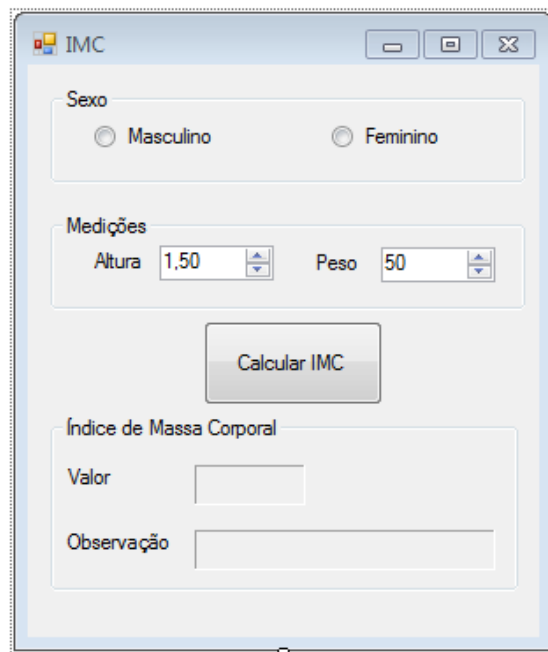 IMC
Sexo
Masculino Feminino
Medições
Altura 1,50 Peso 50
Calcular IMC
Índice de Massa Corporal
Valor
Observação